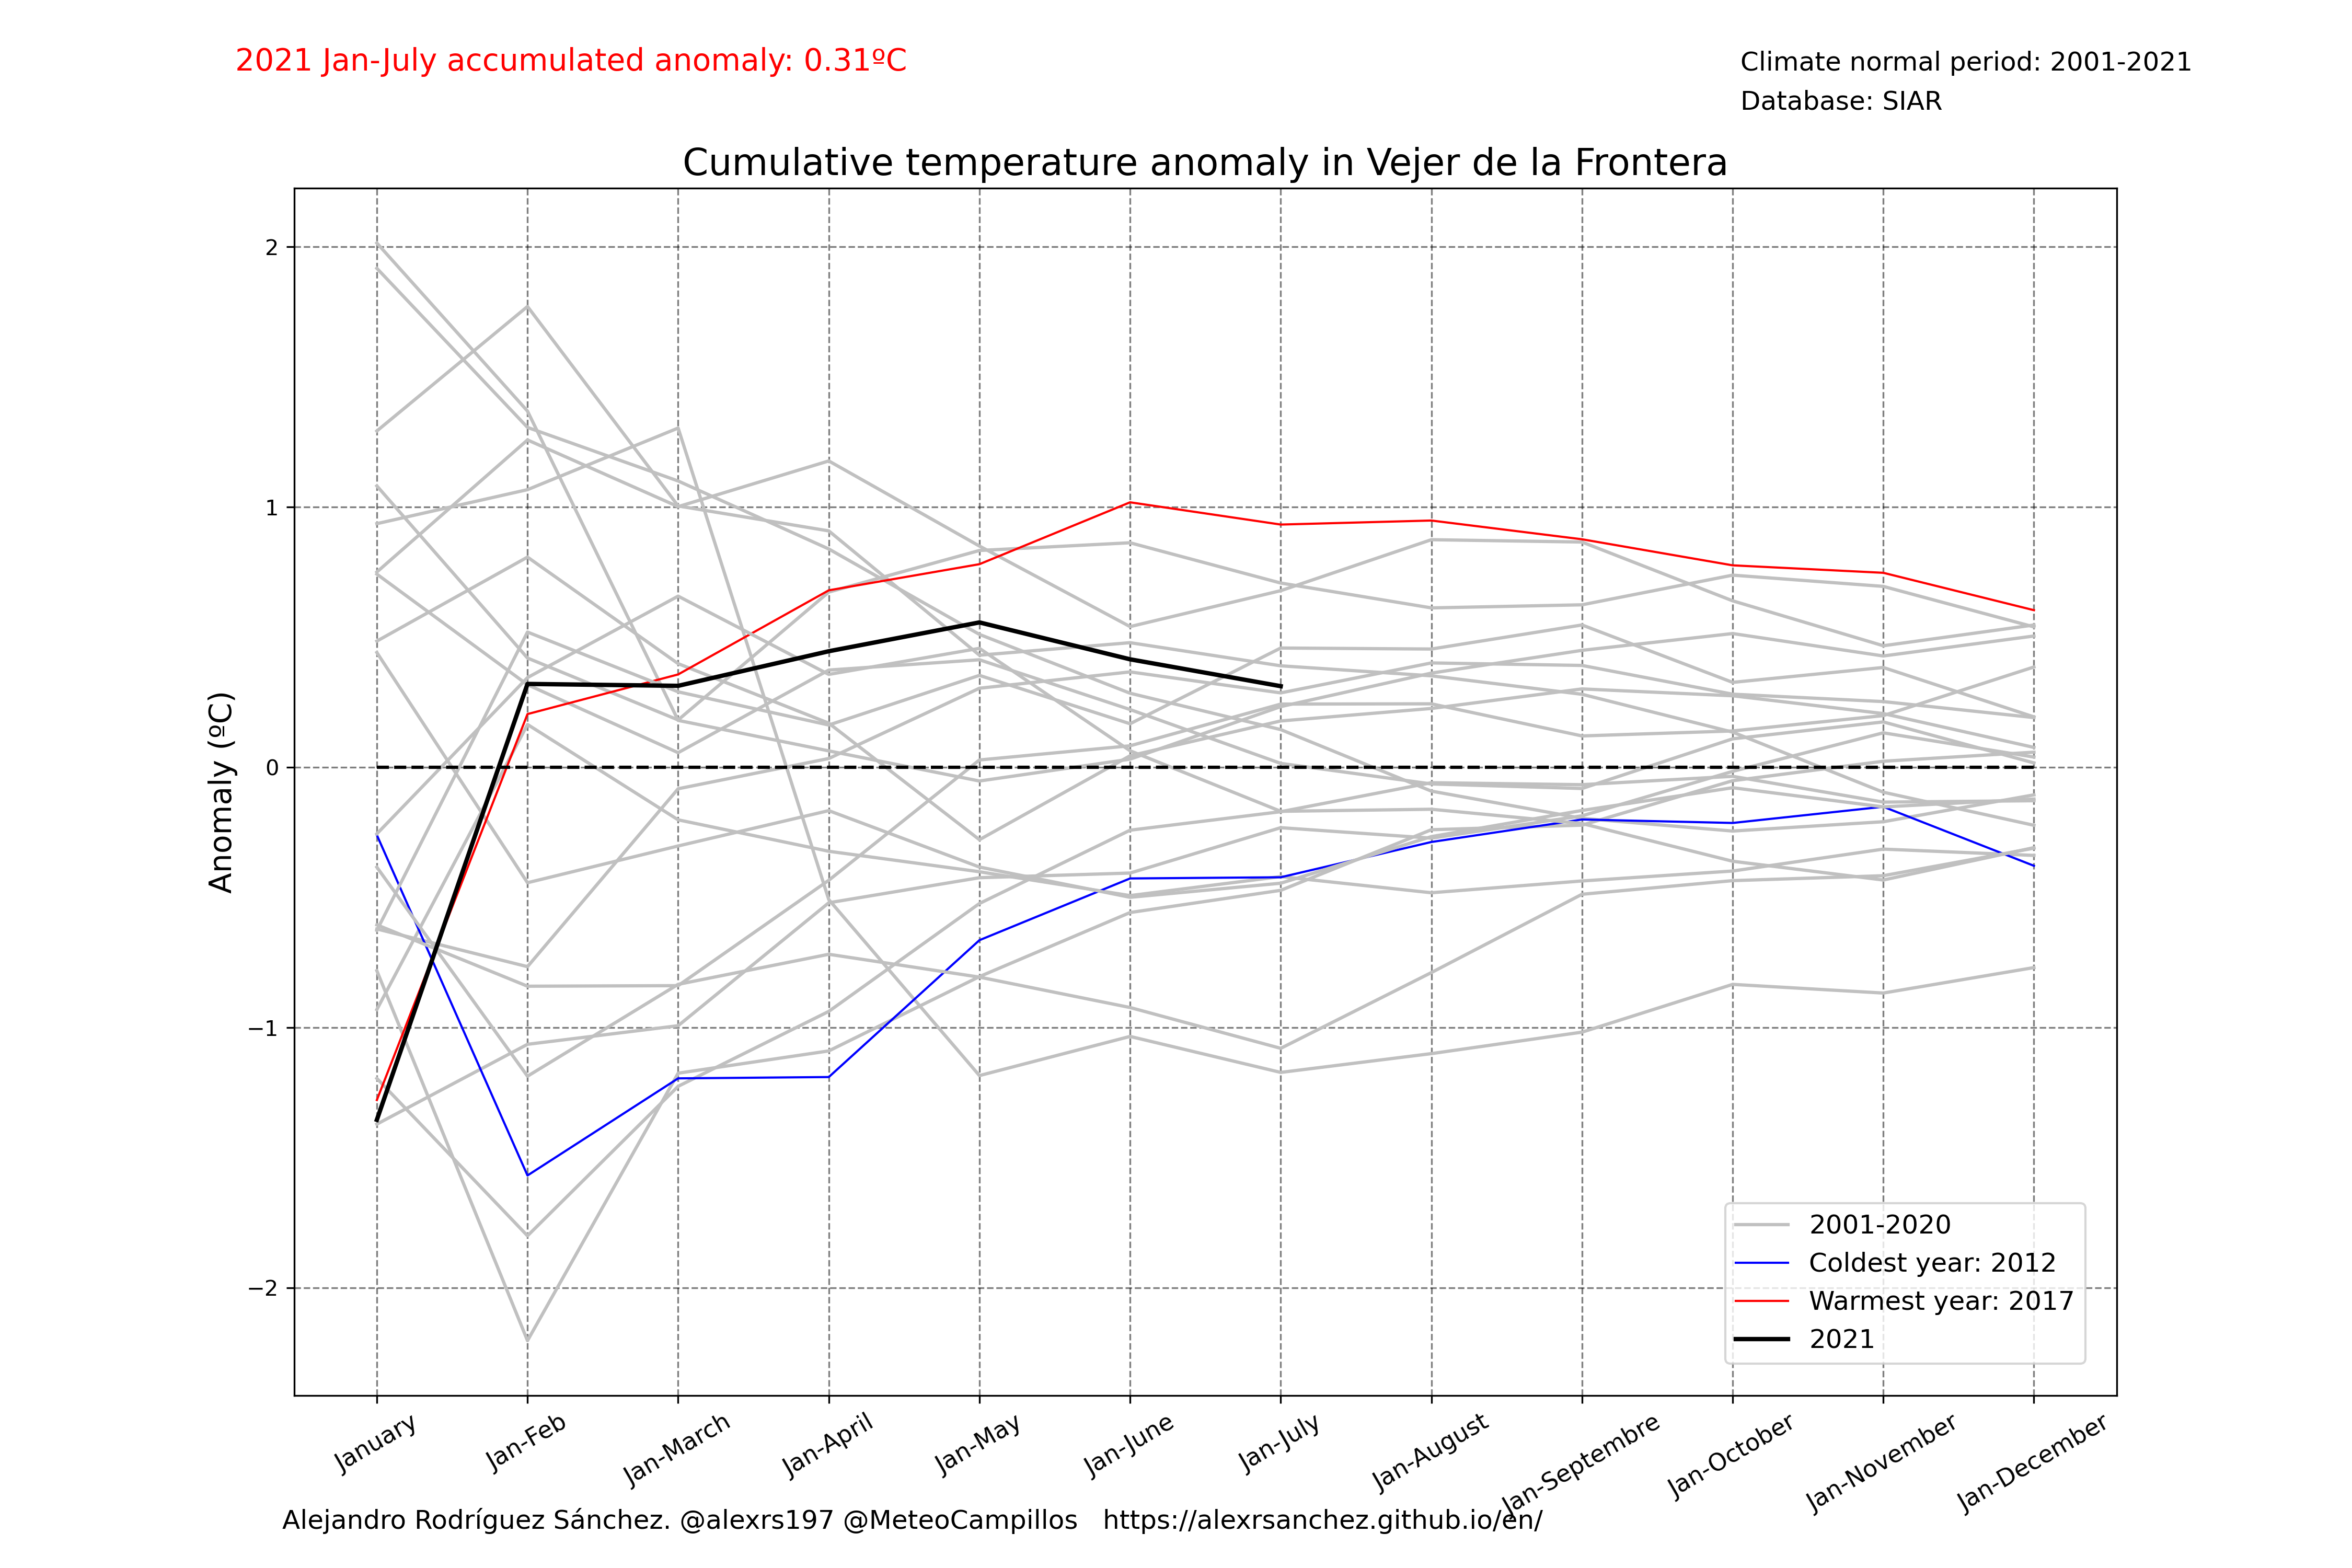 2021 Jan-July accumulated anomaly: 0.31ºC
Climate normal period: 2001-2021
Database: SIAR
Cumulative temperature anomaly in Vejer de la Frontera
Anomaly (ºC)
2
1
0
−1
−2
2001-2020
Coldest year: 2012
Warmest year: 2017
2021
January
Jan-Feb
Jan-March
Jan-April
Jan-May
Jan-June
Jan-July
Jan-August
Jan-Septembre
Jan-October
Jan-November
Jan-December
Alejandro Rodríguez Sánchez. @alexrs197 @MeteoCampillos   https://alexrsanchez.github.io/en/